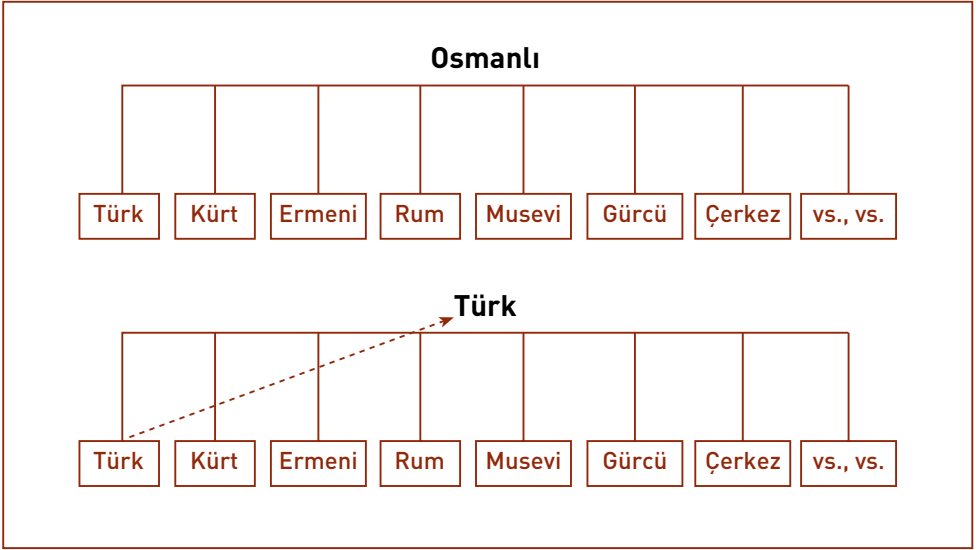 Osmanlı
Türk Kürt Ermeni Rum Musevi Gürcü Çerkez vs., vs.
Türk
Türk Kürt Ermeni Rum Musevi Gürcü Çerkez vs., vs.